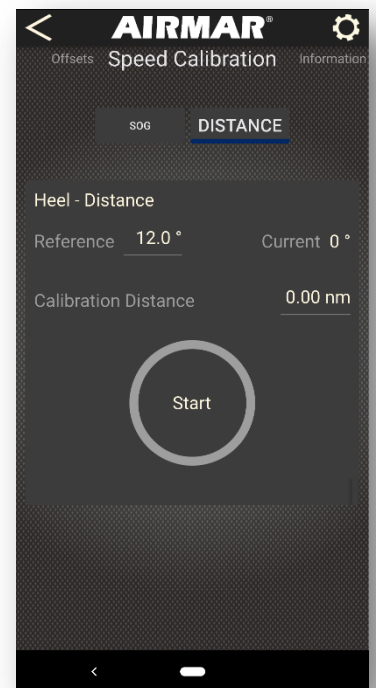 AIRMAR®
Offsets Speed Calibration Information
SOG DISTANCE
Heel - Distance
Reference 12.0 ° Current 0 °
Calibration Distance 0.00 nm
Start